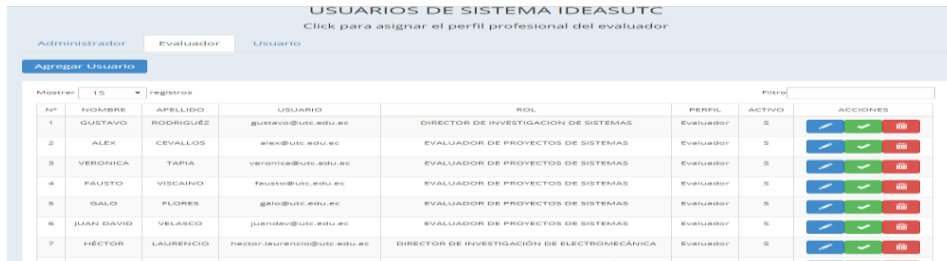 USUARIOS DE SISTEMA IDEASUTC
Click para asignar el perfil profesional del evaluador
Administrador Evaluador Usuario
Agregar Usuario
Mostrar 15 registros Filtro
N° NOMBRE APELLIDO USUARIO ROL PERFIL ACTIVO ACCIONES
1 GUSTAVO RODRIGUÉZ gustavo@utc.edu.ec DIRECTOR DE INVESTIGACION DE SISTEMAS Evaluador S
2 ALEX CEVALLOS alex@utc.edu.ec EVALUADOR DE PROYECTOS DE SISTEMAS Evaluador S
3 VERONICA TAPIA veronica@utc.edu.ec EVALUADOR DE PROYECTOS DE SISTEMAS Evaluador S
4 FAUSTO VISCAINO fausto@utc.edu.ec EVALUADOR DE PROYECTOS DE SISTEMAS Evaluador S
5 GALO FLORES galo@utc.edu.ec EVALUADOR DE PROYECTOS DE SISTEMAS Evaluador S
6 JUAN DAVID VELASCO juandav@utc.edu.ec EVALUADOR DE PROYECTOS DE SISTEMAS Evaluador S
7 HÉCTOR LAURENCIO hector.laurencio@utc.edu.ec DIRECTOR DE INVESTIGACIÓN DE ELECTROMECÁNICA Evaluador S